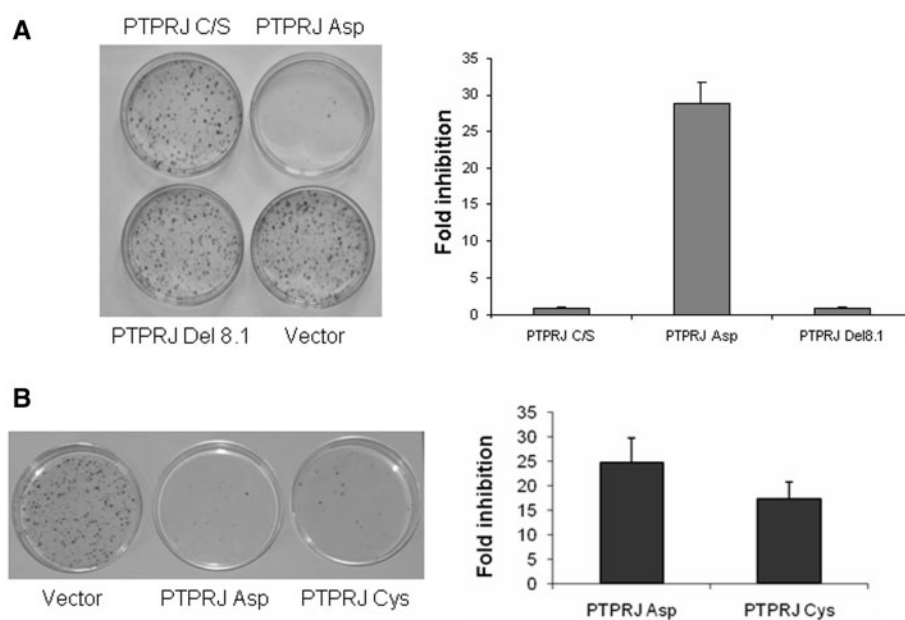 A
PTPRJ C/S PTPRJ Asp
PTPRJ Del 8.1 Vector
Fold inhibition
35
30
25
20
15
10
5
0
PTPRJ C/S PTPRJ Asp PTPRJ Del8.1
B
Vector PTPRJ Asp PTPRJ Cys
Fold inhibition
35
30
25
20
15
10
5
0
PTPRJ Asp PTPRJ Cys